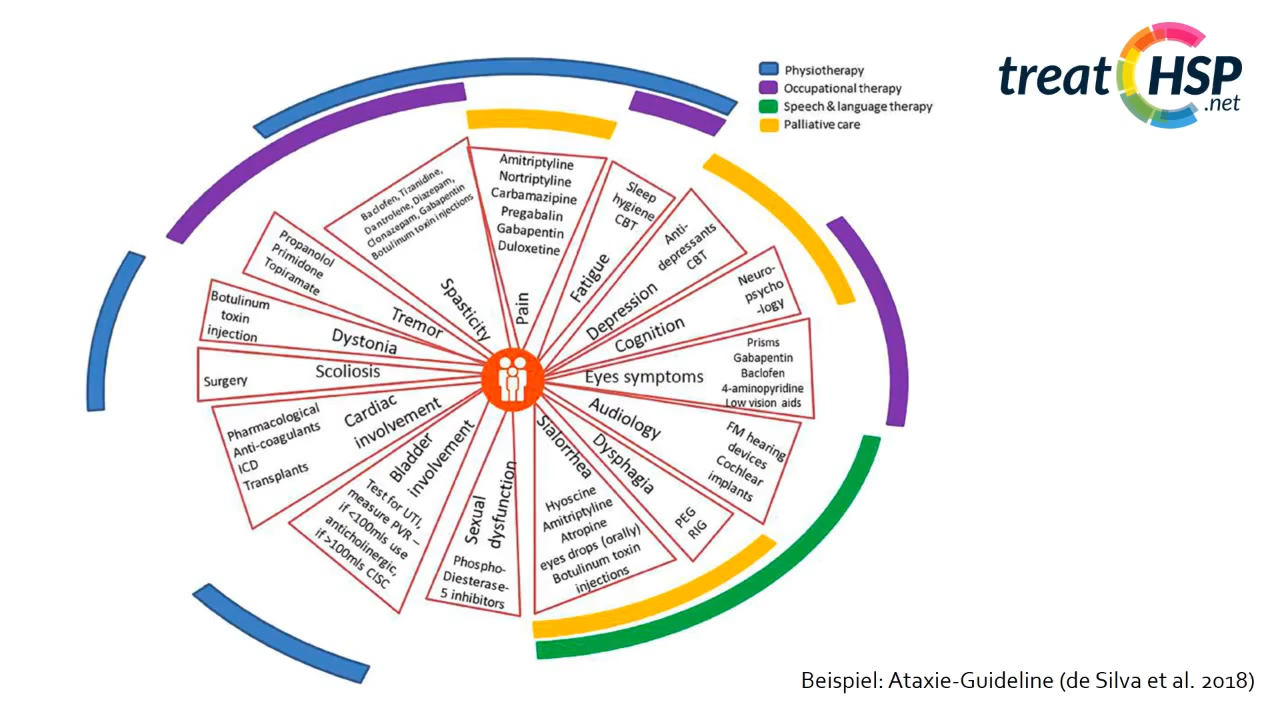 treat HSP
.net
Physiotherapy
Occupational therapy
Speech & language therapy
Palliative care
Baclofen, Tizanidine,
Dantrolene, Diazepam,
Clonazepam, Gabapentin
Botulinum toxin injections
Spasticity
Amitriptyline
Nortriptyline
Carbamazipine
Pregabalin
Gabapentin
Duloxetine
Pain
Sleep
hygiene
CBT
Fatigue
Anti-
depressants
CBT
Depression
Neuro-
psycho
-logy
Cognition
Prisms
Gabapentin
Baclofen
4-aminopyridine
Low vision aids
Eyes symptoms
FM hearing
devices
Cochlear
implants
Audiology
PEG
RIG
Dysphagia
Sialorrhea
Hyoscine
Amitriptyline
Atropine
eyes drops (orally)
Botulinum toxin
injections
Sexual
dysfunction
Phospho-
Diesterase-
5 inhibitors
Bladder
involvement
Test for UTI,
measure PVR –
if <100mls use
anticholinergic,
if >100mls CISC
Cardiac
involvement
Pharmacological
Anti-coagulants
ICD
Transplants
Scoliosis
Surgery
Dystonia
Botulinum
toxin
injection
Tremor
Propanolol
Primidone
Topiramate
Beispiel: Ataxie-Guideline (de Silva et al. 2018)